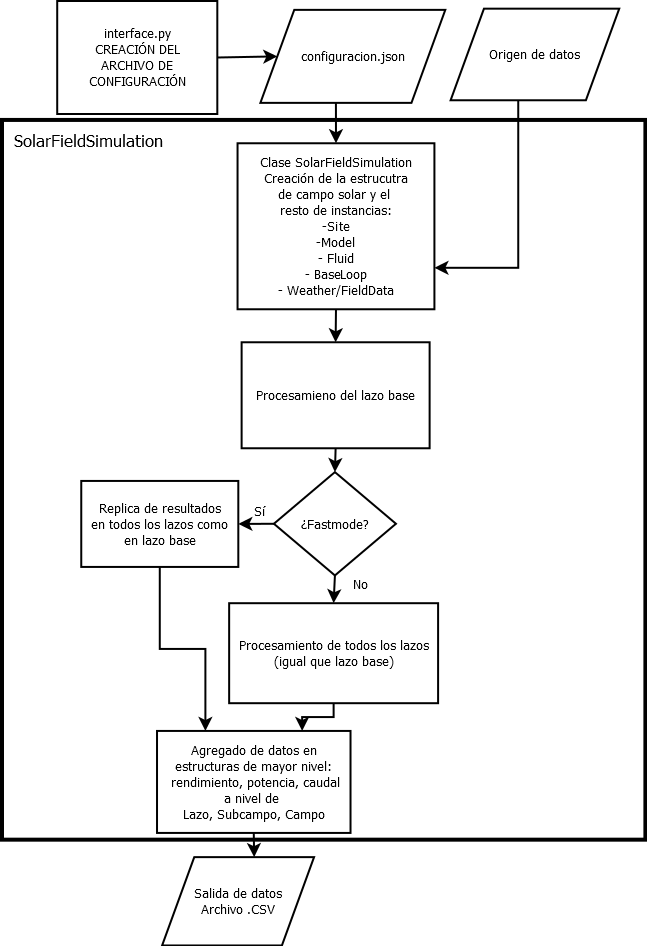 interface.py
CREACIÓN DEL
ARCHIVO DE
CONFIGURACIÓN
configuracion.json
Origen de datos
SolarFieldSimulation
Clase SolarFieldSimulation
Creación de la estrucutra
de campo solar y el
resto de instancias:
-Site
-Model
- Fluid
- BaseLoop
- Weather/FieldData
Procesamieno del lazo base
¿Fastmode?
Sí
Replica de resultados
en todos los lazos como
en lazo base
No
Procesamiento de todos los lazos
(igual que lazo base)
Agregado de datos en
estructuras de mayor nivel:
rendimiento, potencia, caudal
a nivel de
Lazo, Subcampo, Campo
Salida de datos
Archivo .CSV